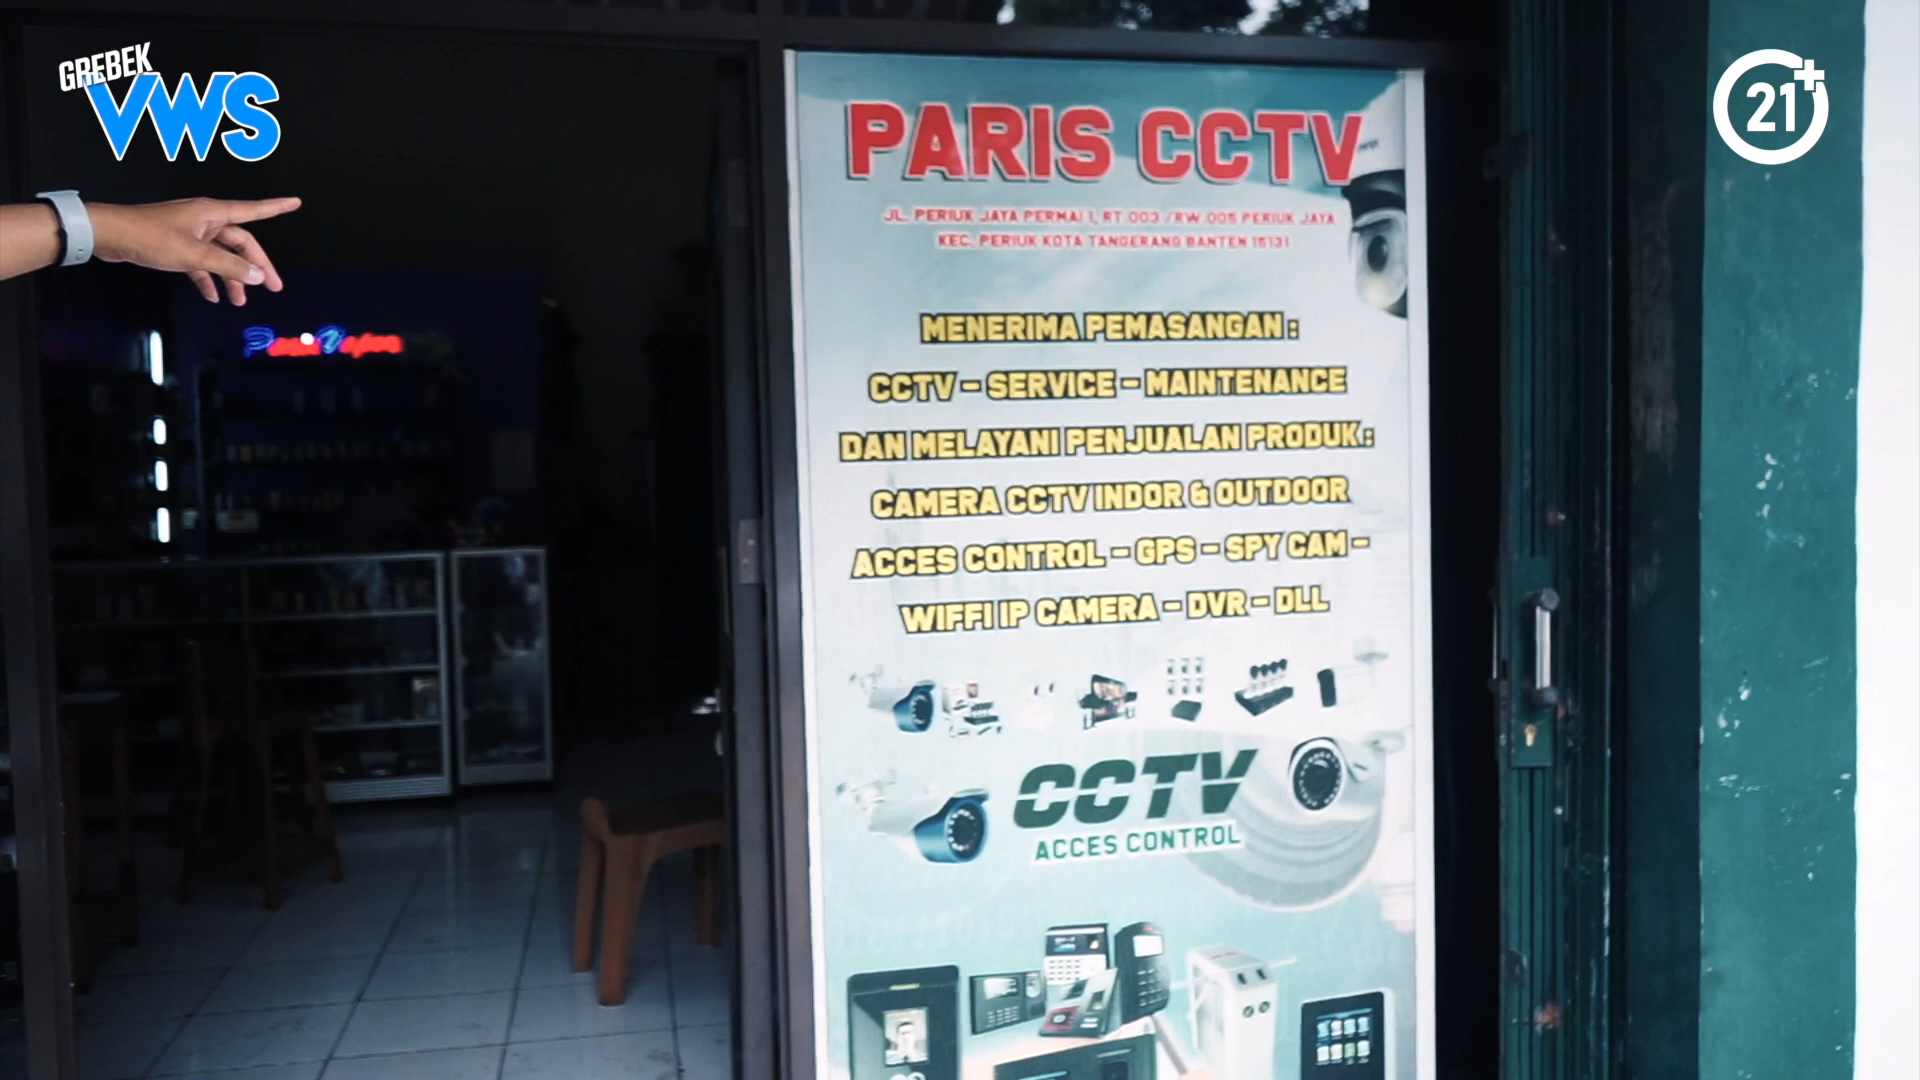 GREBEK
VWS
21+
PARIS CCTV
JL. PERIUK JAYA PERMAI 1, RT.003 /RW.005 PERIUK JAYA
KEC. PERIUK KOTA TANGERANG BANTEN 15131
MENERIMA PEMASANGAN :
CCTV - SERVICE - MAINTENANCE
DAN MELAYANI PENJUALAN PRODUK :
CAMERA CCTV INDOR & OUTDOOR
ACCES CONTROL - GPS - SPY CAM -
WIFFI IP CAMERA - DVR - DLL
CCTV
ACCES CONTROL